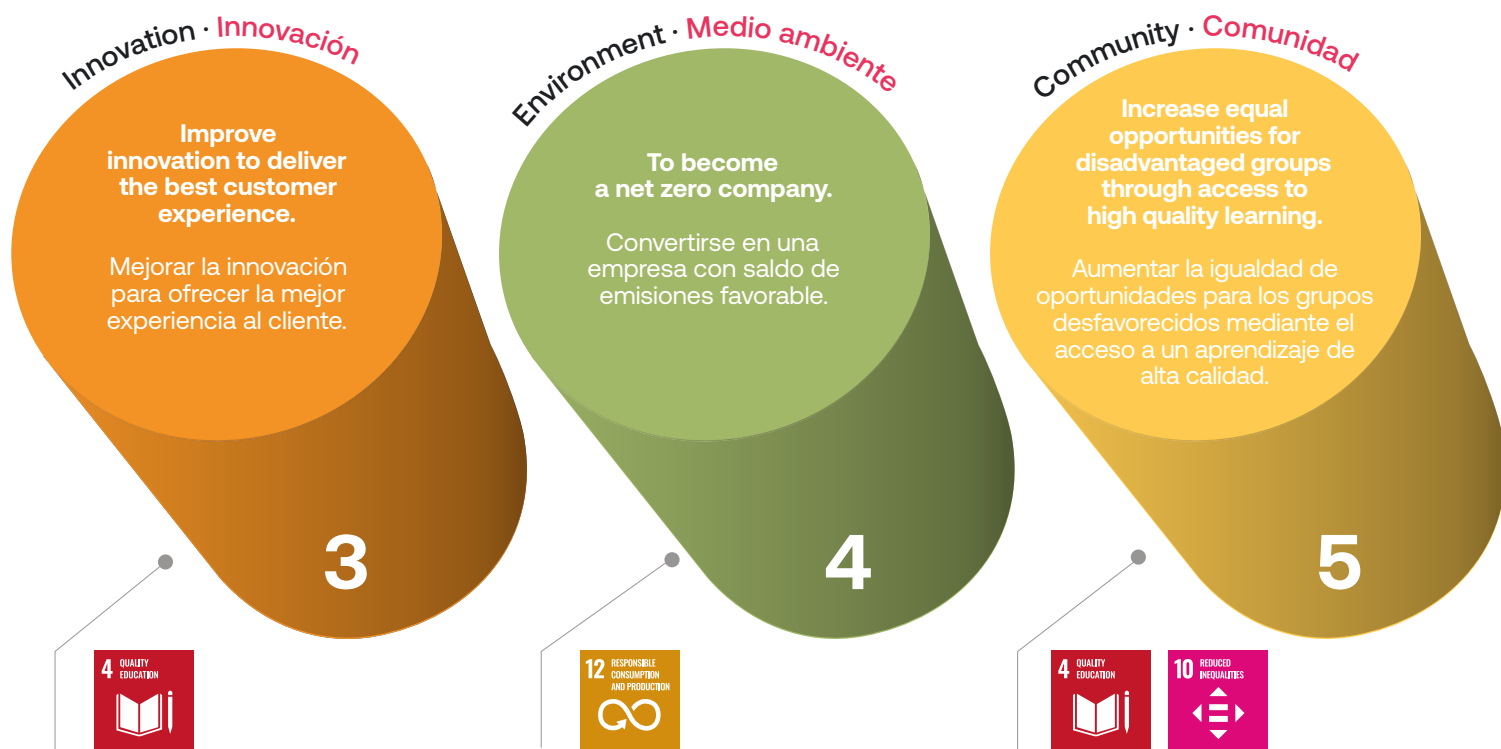 Innovation · Innovación
Improve
innovation to deliver
the best customer
experience.
Mejorar la innovación
para ofrecer la mejor
experiencia al cliente.
3
4 QUALITY
EDUCATION
Environment · Medio ambiente
To become
a net zero company.
Convertirse en una
empresa con saldo de
emisiones favorable.
4
12 RESPONSIBLE
CONSUMPTION
AND PRODUCTION
Community · Comunidad
Increase equal
opportunities for
disadvantaged groups
through access to
high quality learning.
Aumentar la igualdad de
oportunidades para los grupos
desfavorecidos mediante el
acceso a un aprendizaje de
alta calidad.
5
4 QUALITY
EDUCATION
10 REDUCED
INEQUALITIES